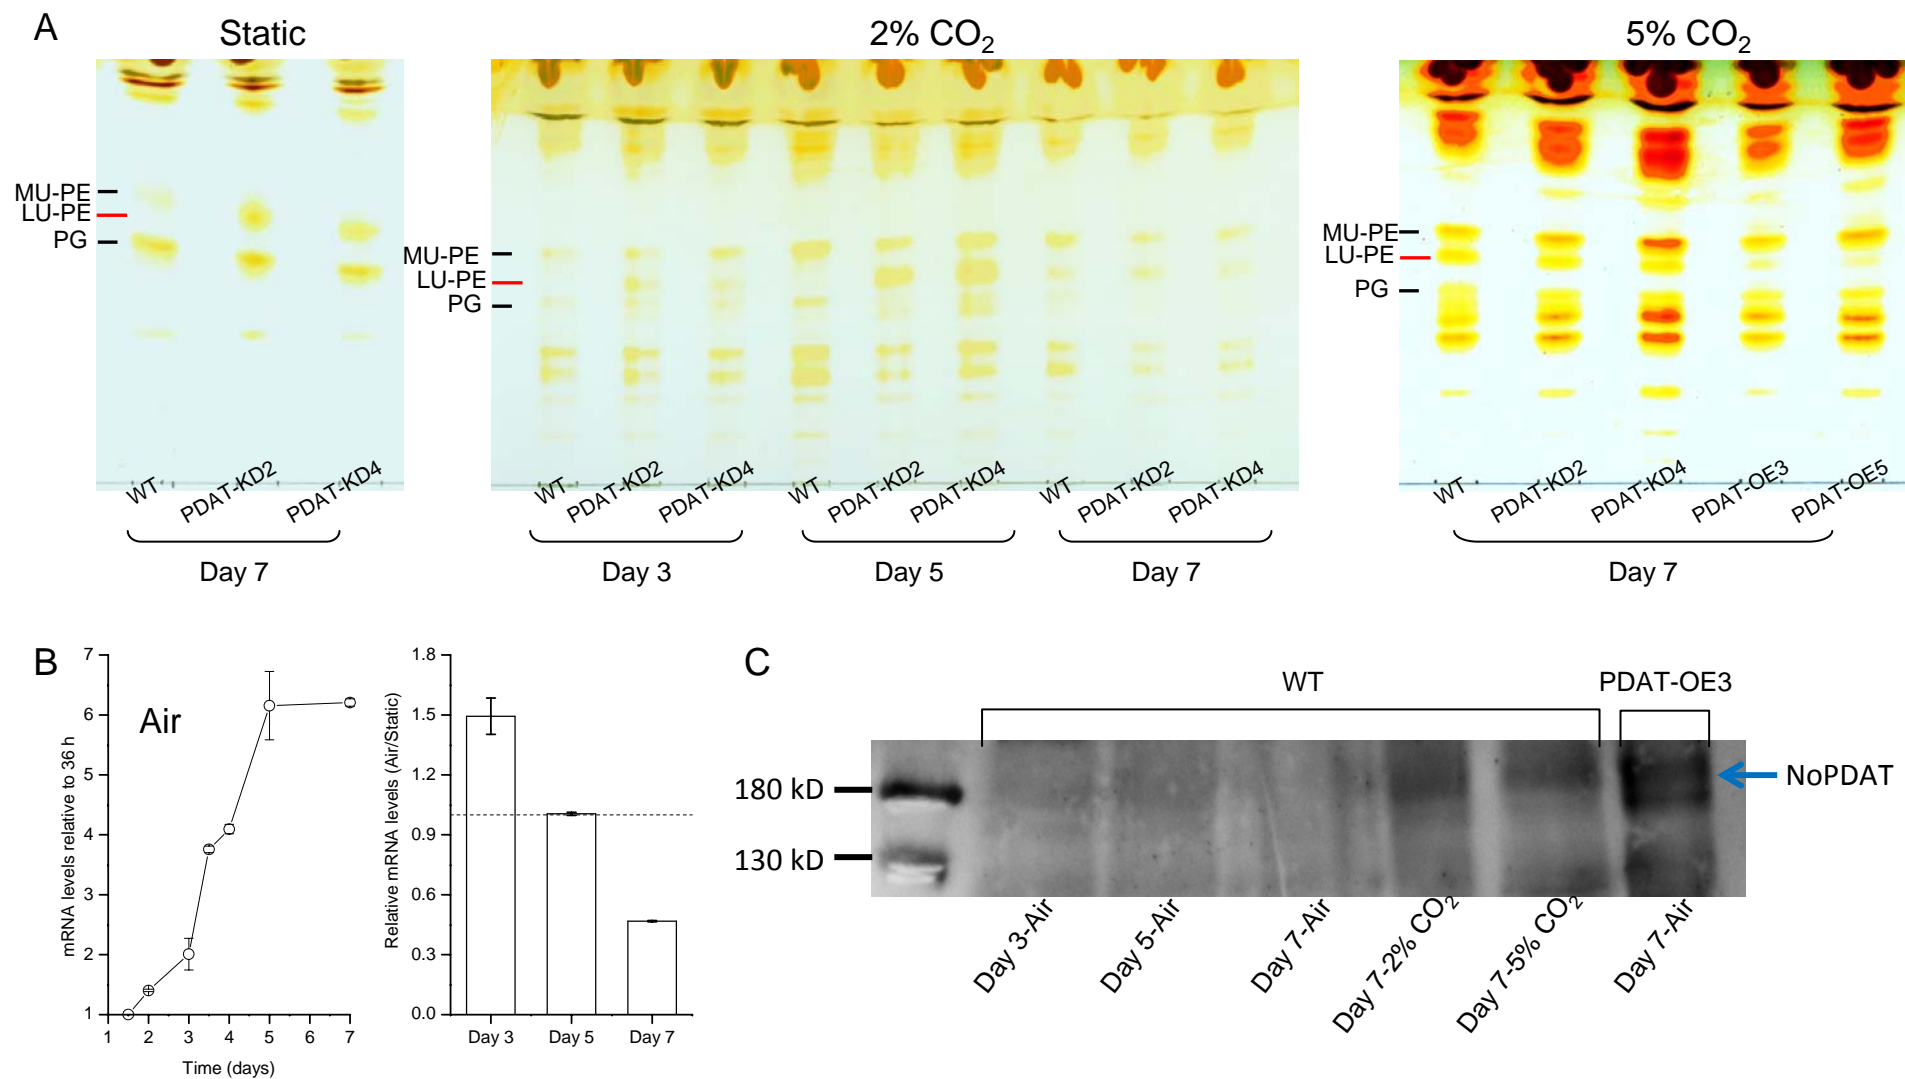 A
Static
2% CO2
5% CO2
MU-PE
LU-PE
PG
MU-PE
LU-PE
PG
MU-PE
LU-PE
PG
WT
PDAT-KD2
PDAT-KD4
WT
PDAT-KD2
PDAT-KD4
WT
PDAT-KD2
PDAT-KD4
WT
PDAT-KD2
PDAT-KD4
WT
PDAT-KD2
PDAT-KD4
PDAT-OE3
PDAT-OE5
Day 7
Day 3
Day 5
Day 7
Day 7
B
mRNA levels relative to 36 h
7
6
5
4
3
2
1
Air
1 2 3 4 5 6 7
Time (days)
Relative mRNA levels (Air/Static)
1.8
1.5
1.2
0.9
0.6
0.3
0.0
Day 3 Day 5 Day 7
C
WT
PDAT-OE3
180 kD
130 kD
NoPDAT
Day 3-Air
Day 5-Air
Day 7-Air
Day 7-2% CO2
Day 7-5% CO2
Day 7-Air